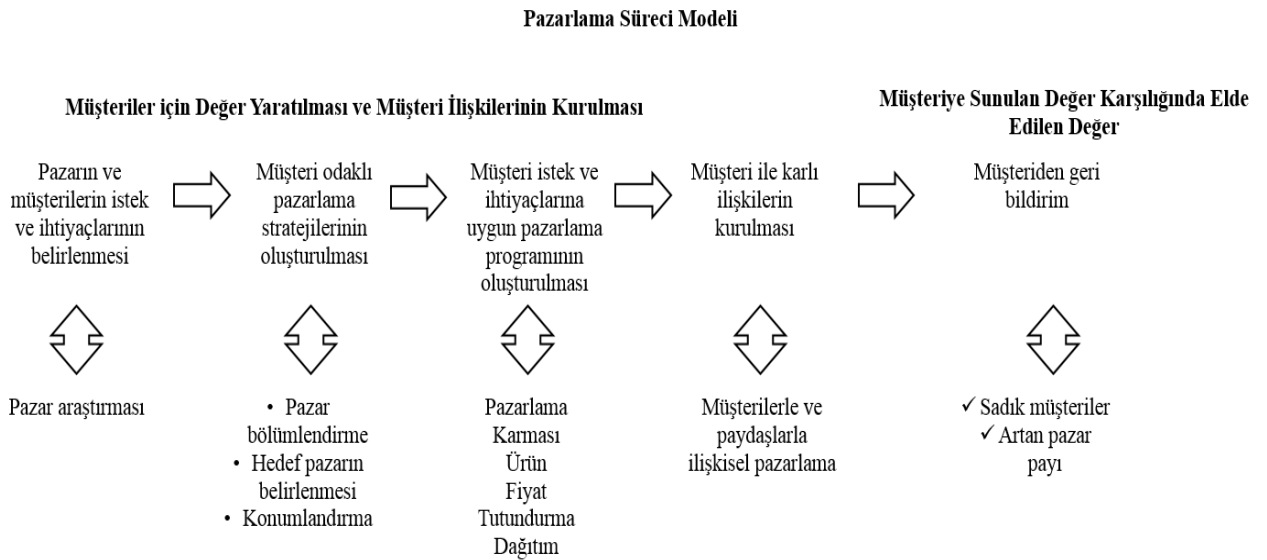 Pazarlama Süreci Modeli
Müşteriler için Değer Yaratılması ve Müşteri İlişkilerinin Kurulması
Müşteriye Sunulan Değer Karşılığında Elde
Edilen Değer
Pazarın ve
müşterilerin istek
ve ihtiyaçlarının
belirlenmesi
Müşteri odaklı
pazarlama
stratejilerinin
oluşturulması
Müşteri istek ve
ihtiyaçlarına
uygun pazarlama
programının
oluşturulması
Müşteri ile karlı
ilişkilerin
kurulması
Müşteriden geri
bildirim
Pazar araştırması
• Pazar
bölümlendirme
• Hedef pazarın
belirlenmesi
• Konumlandırma
Pazarlama
Karması
Ürün
Fiyat
Tutundurma
Dağıtım
Müşterilerle ve
paydaşlarla
ilişkisel pazarlama
✓ Sadık müşteriler
✓ Artan pazar
payı